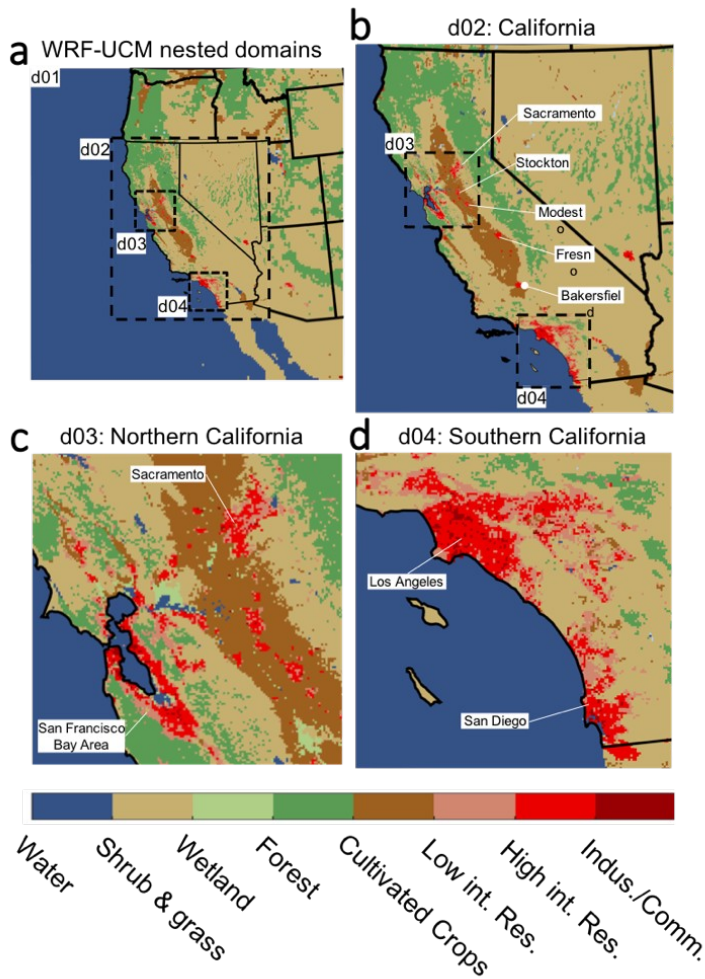 a
WRF-UCM nested domains
d01
d02
d03
d04
b
d02: California
Sacramento
d03
Stockton
Modest
o
Fresn
o
Bakersfiel
d
d04
c
d03: Northern California
Sacramento
San Francisco
Bay Area
d
d04: Southern California
Los Angeles
San Diego
Water
Shrub & grass
Wetland
Forest
Cultivated Crops
Low int. Res.
High int. Res.
Indus./Comm.